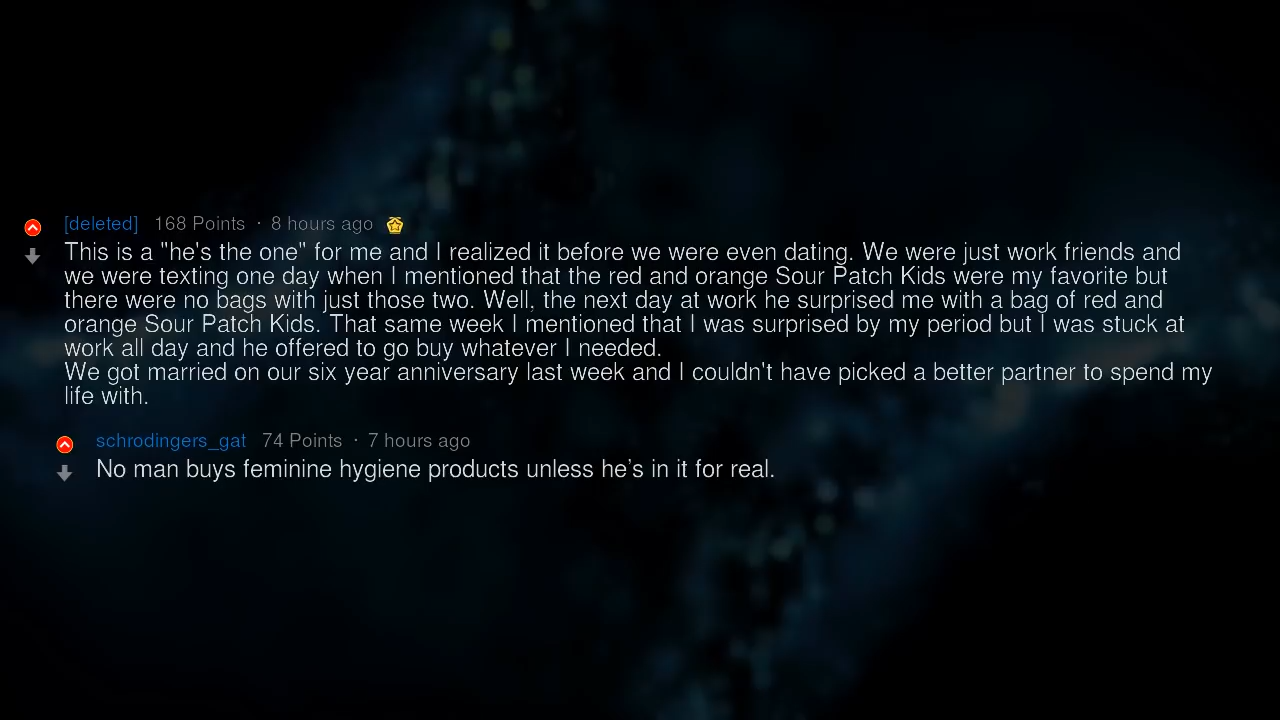 [deleted] 168 Points · 8 hours ago
This is a "he's the one" for me and I realized it before we were even dating. We were just work friends and
we were texting one day when I mentioned that the red and orange Sour Patch Kids were my favorite but
there were no bags with just those two. Well, the next day at work he surprised me with a bag of red and
orange Sour Patch Kids. That same week I mentioned that I was surprised by my period but I was stuck at
work all day and he offered to go buy whatever I needed.
We got married on our six year anniversary last week and I couldn't have picked a better partner to spend my
life with.
schrodingers_gat 74 Points · 7 hours ago
No man buys feminine hygiene products unless he’s in it for real.